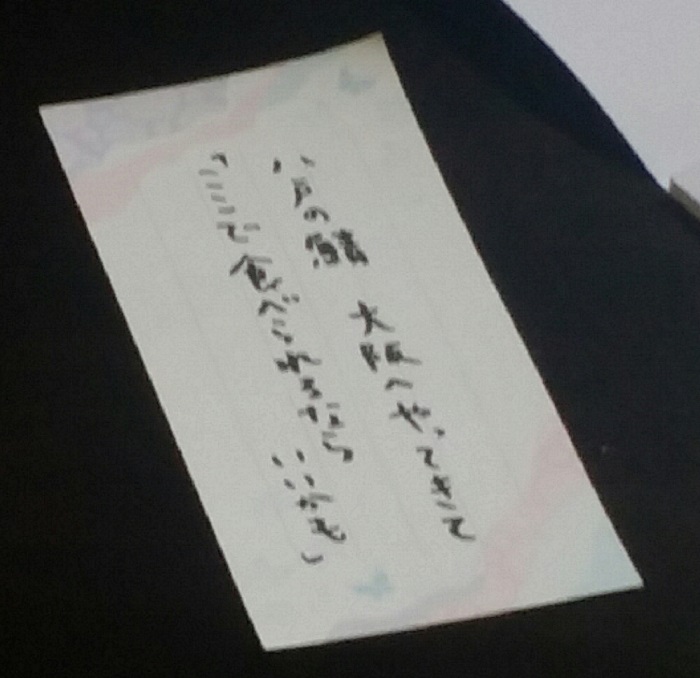 八戸の鯖 大阪へやってきて
「ここで食べられるなら いいかも」